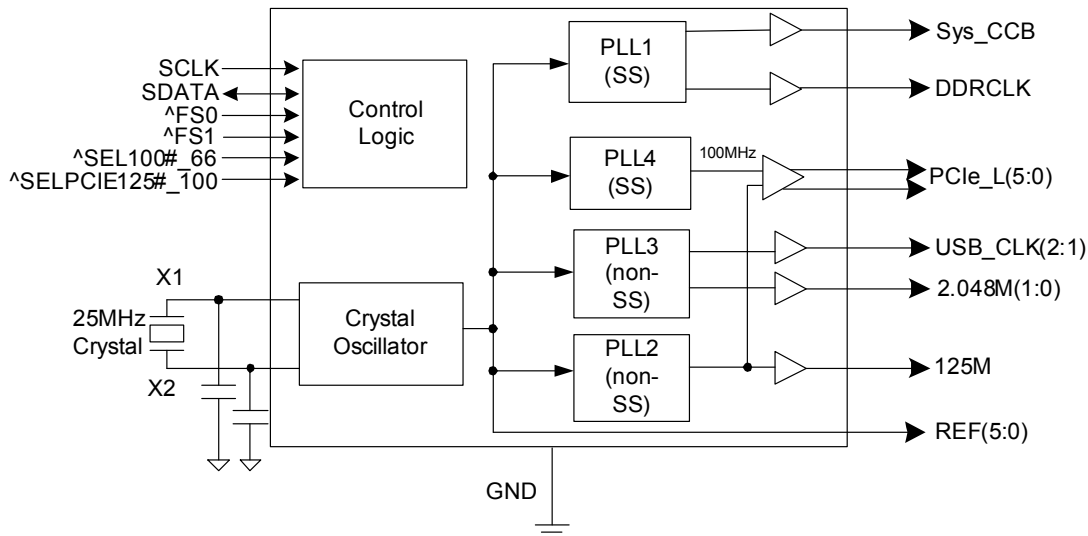 SCLK
SDATA
^FS0
^FS1
^SEL100#_66
^SELPCIE125#_100
Control
Logic
X1
25MHz
Crystal
X2
Crystal
Oscillator
PLL1
(SS)
PLL4
(SS)
100MHz
PLL3
(non-
SS)
PLL2
(non-
SS)
Sys_CCB
DDRCLK
PCIe_L(5:0)
USB_CLK(2:1)
2.048M(1:0)
125M
REF(5:0)
GND